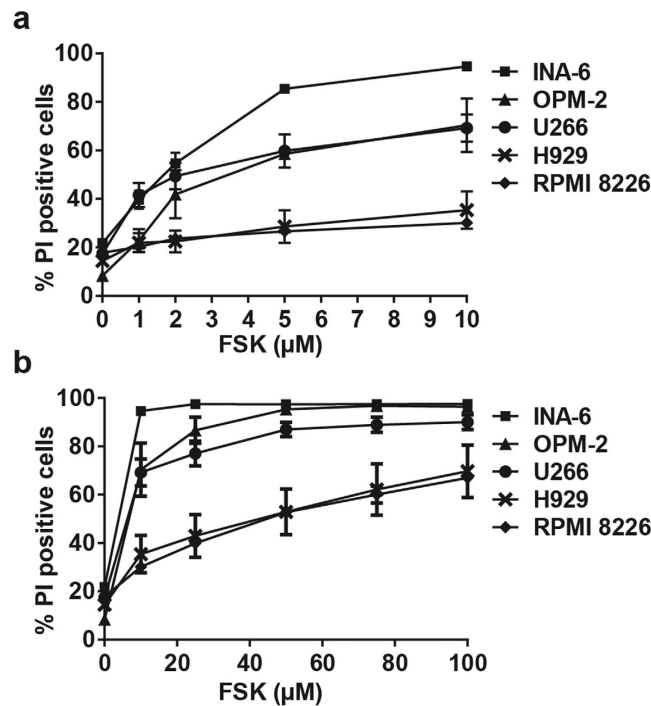 a
100
80
60
40
20
0
% PI positive cells
0 1 2 3 4 5 6 7 8 9 10
FSK (µM)
INA-6
OPM-2
U266
H929
RPMI 8226
b
100
80
60
40
20
0
% PI positive cells
0 20 40 60 80 100
FSK (µM)
INA-6
OPM-2
U266
H929
RPMI 8226